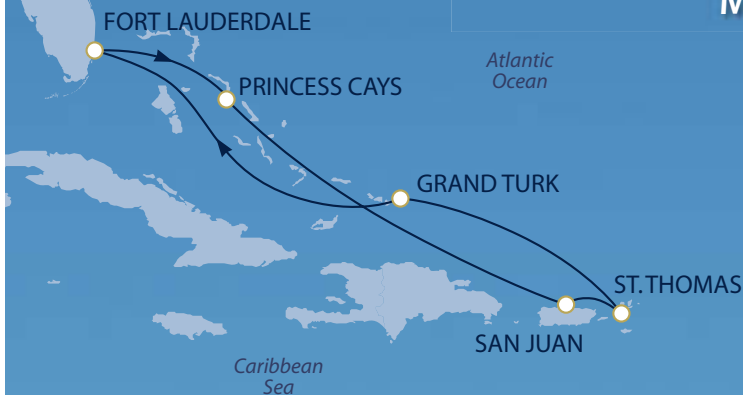 M
FORT LAUDERDALE
Atlantic
Ocean
PRINCESS CAYS
GRAND TURK
ST. THOMAS
SAN JUAN
Caribbean
Sea